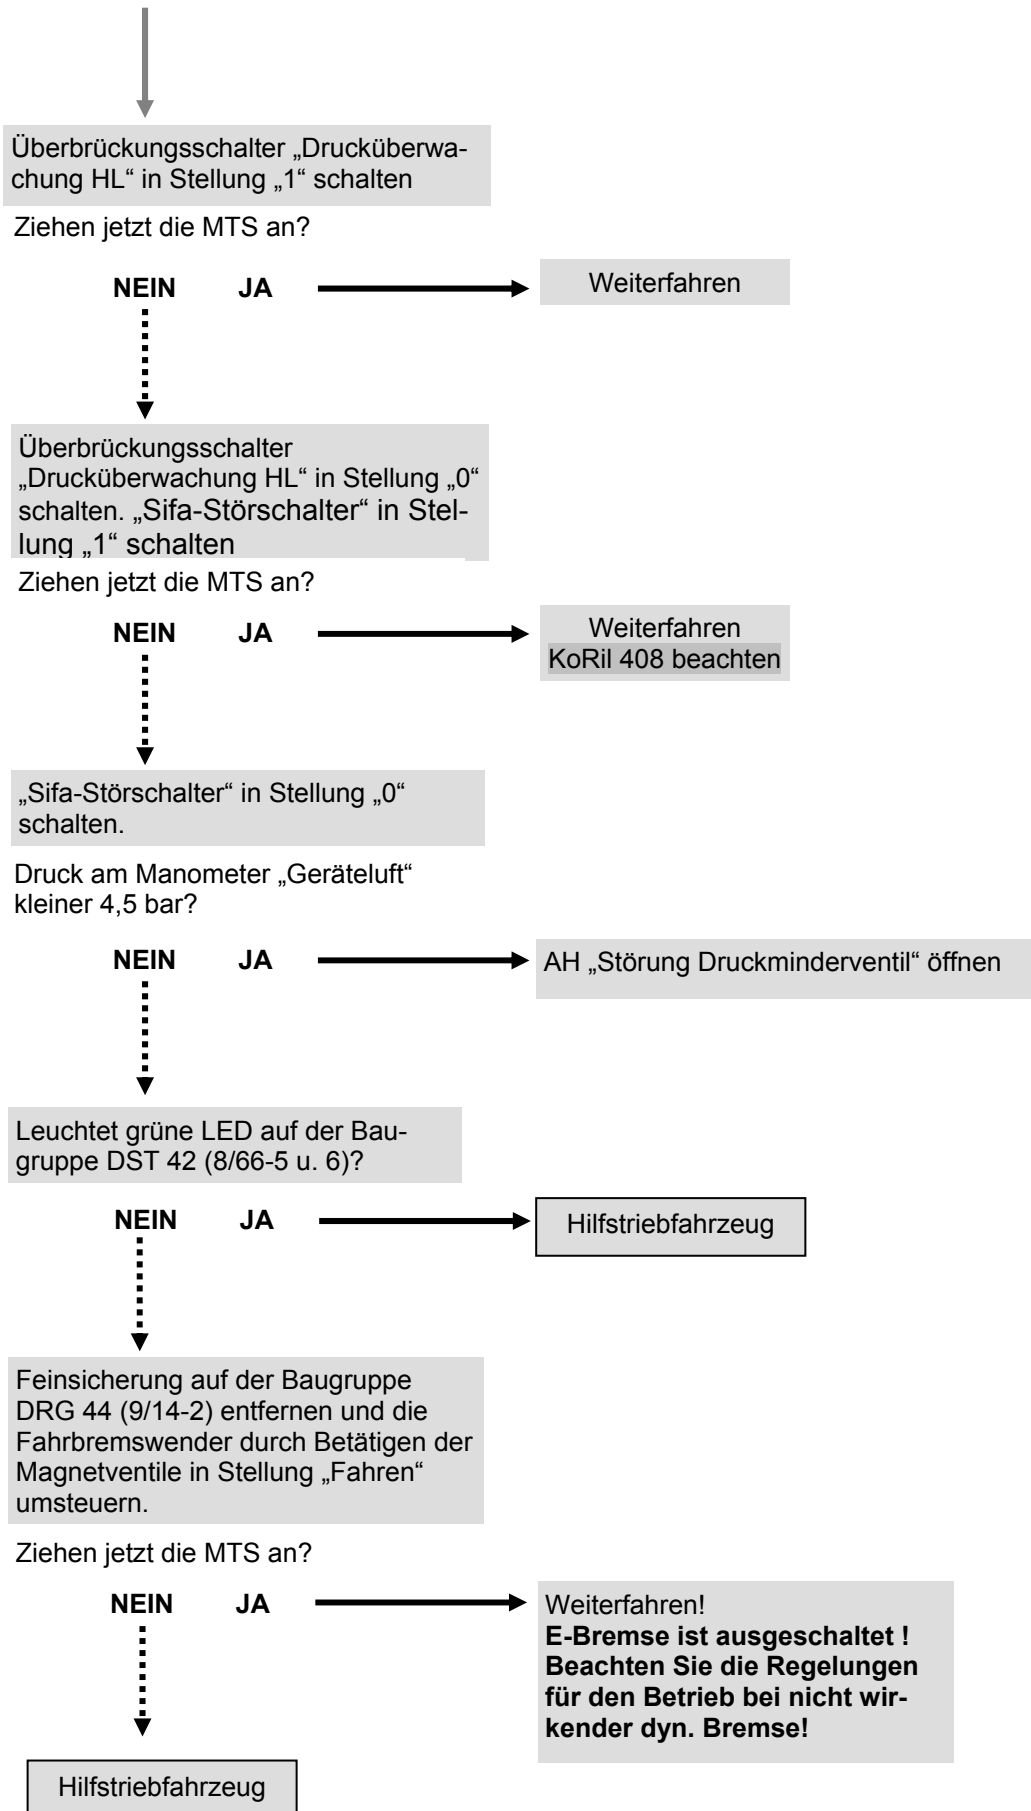 Überbrückungsschalter „Drucküberwa-
chung HL“ in Stellung „1“ schalten
Ziehen jetzt die MTS an?
NEIN JA Weiterfahren
Überbrückungsschalter
„Drucküberwachung HL“ in Stellung „0“
schalten. „Sifa-Störschalter“ in Stel-
lung „1“ schalten
Ziehen jetzt die MTS an?
NEIN JA Weiterfahren
KoRil 408 beachten
„Sifa-Störschalter“ in Stellung „0“
schalten.
Druck am Manometer „Geräteluft“
kleiner 4,5 bar?
NEIN JA AH „Störung Druckminderventil“ öffnen
Leuchtet grüne LED auf der Bau-
gruppe DST 42 (8/66-5 u. 6)?
NEIN JA Hilfstriebfahrzeug
Feinsicherung auf der Baugruppe
DRG 44 (9/14-2) entfernen und die
Fahrbremswender durch Betätigen der
Magnetventile in Stellung „Fahren“
umsteuern.
Ziehen jetzt die MTS an?
NEIN JA Weiterfahren!
E-Bremse ist ausgeschaltet !
Beachten Sie die Regelungen
für den Betrieb bei nicht wir-
kender dyn. Bremse!
Hilfstriebfahrzeug